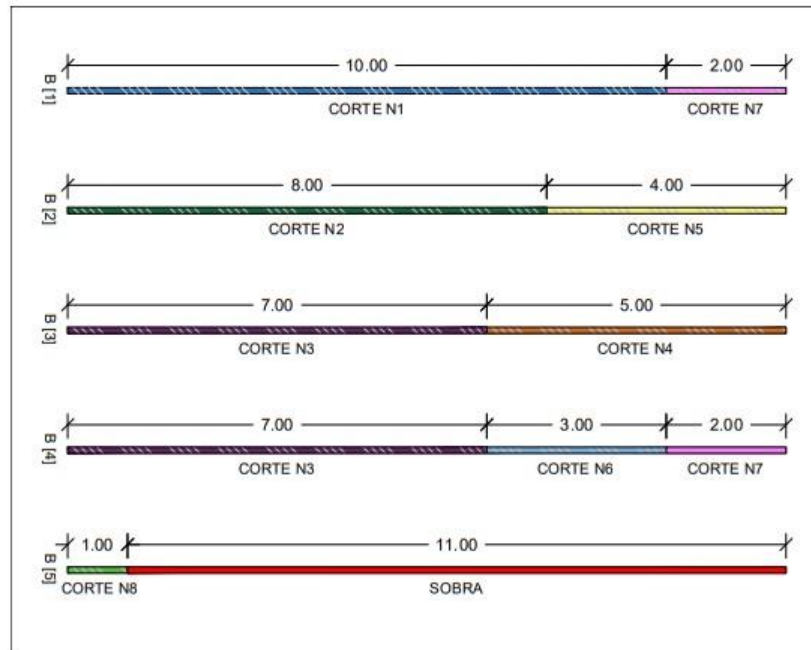 10.00 2.00
B [1]
CORTE N1 CORTE N7
8.00 4.00
B [2]
CORTE N2 CORTE N5
7.00 5.00
B [3]
CORTE N3 CORTE N4
7.00 3.00 2.00
B [4]
CORTE N3 CORTE N6 CORTE N7
1.00 11.00
B [5]
CORTE N8 SOBRA